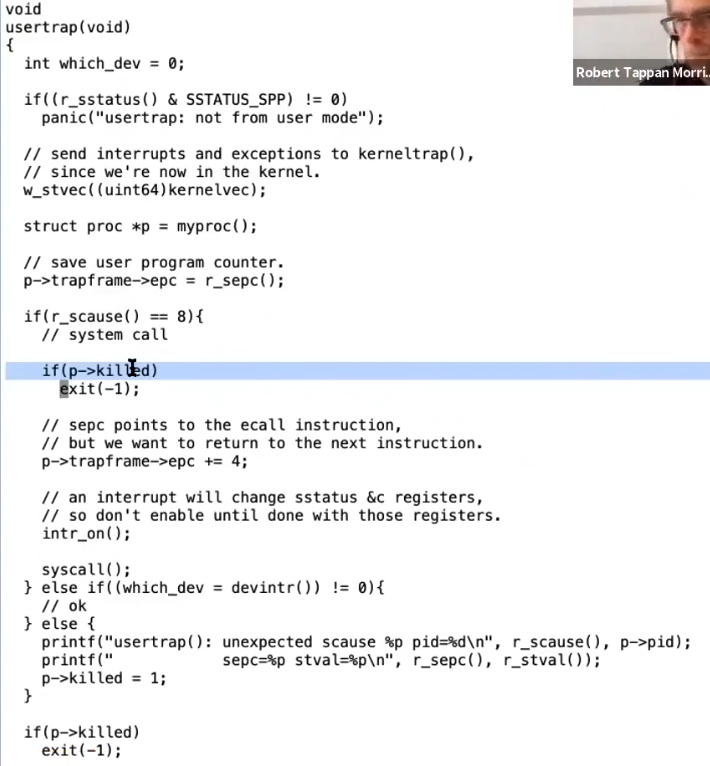 void
usertrap(void)
{
  int which_dev = 0;

  if((r_sstatus() & SSTATUS_SPP) != 0)
    panic("usertrap: not from user mode");

  // send interrupts and exceptions to kerneltrap(),
  // since we're now in the kernel.
  w_stvec((uint64)kernelvec);

  struct proc *p = myproc();

  // save user program counter.
  p->trapframe->epc = r_sepc();

  if(r_scause() == 8){
    // system call

    if(p->killed)
      exit(-1);

    // sepc points to the ecall instruction,
    // but we want to return to the next instruction.
    p->trapframe->epc += 4;

    // an interrupt will change sstatus &c registers,
    // so don't enable until done with those registers.
    intr_on();

    syscall();
  } else if((which_dev = devintr()) != 0){
    // ok
  } else {
    printf("usertrap(): unexpected scause %p pid=%d\n", r_scause(), p->pid);
    printf("            sepc=%p stval=%p\n", r_sepc(), r_stval());
    p->killed = 1;
  }

  if(p->killed)
    exit(-1);
Robert Tappan Morri...